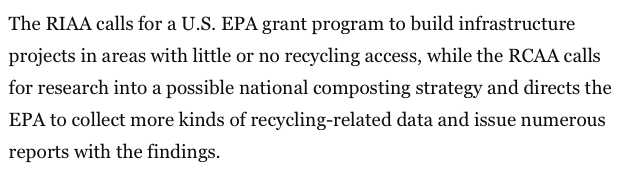 The RIAA calls for a U.S. EPA grant program to build infrastructure
projects in areas with little or no recycling access, while the RCAA calls
for research into a possible national composting strategy and directs the
EPA to collect more kinds of recycling-related data and issue numerous
reports with the findings.